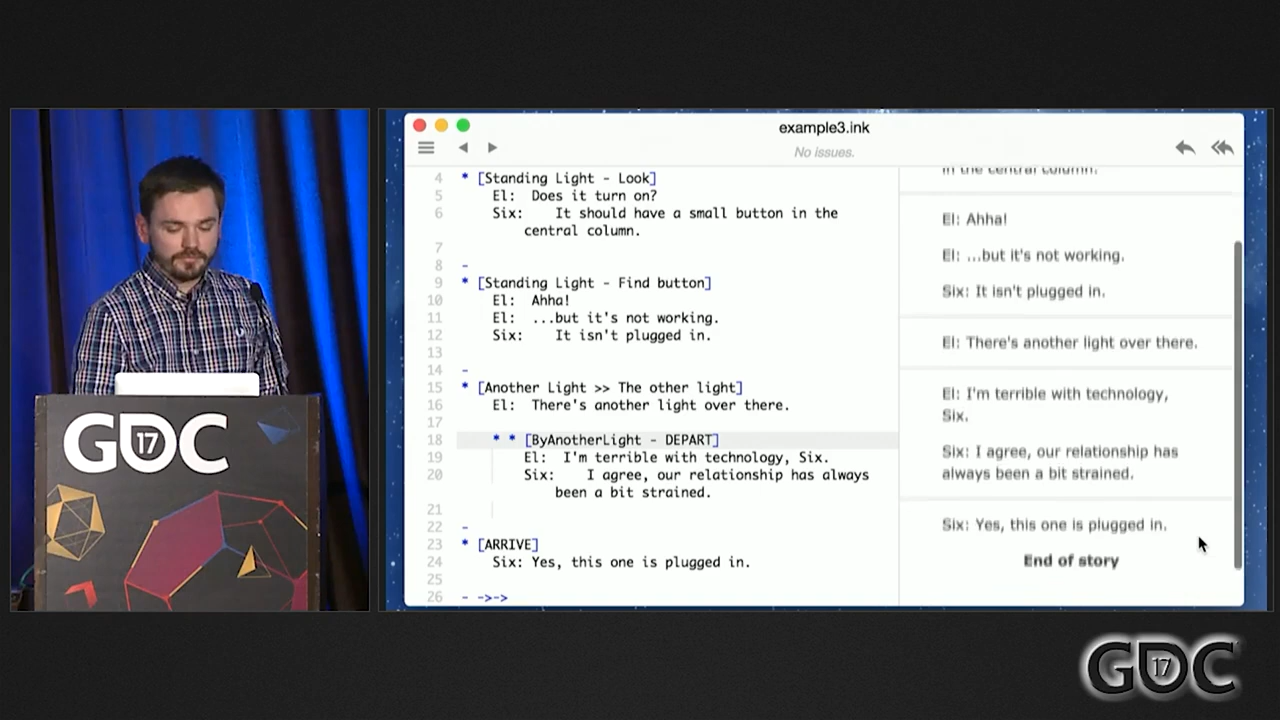 example3.ink
No issues.
4 * [Standing Light - Look]
5 El: Does it turn on?
6 Six: It should have a small button in the
central column.
7
8 -
9 * [Standing Light - Find button]
10 El: Ahha!
11 El: ...but it's not working.
12 Six: It isn't plugged in.
13
14 -
15 * [Another Light >> The other light]
16 El: There's another light over there.
17
18 * * [ByAnotherLight - DEPART]
19 El: I'm terrible with technology, Six.
20 Six: I agree, our relationship has always
been a bit strained.
21
22 -
23 * [ARRIVE]
24 Six: Yes, this one is plugged in.
25
26 - ->->
in the central column.
El: Ahha!
El: ...but it's not working.
Six: It isn't plugged in.
El: There's another light over there.
El: I'm terrible with technology,
Six.
Six: I agree, our relationship has
always been a bit strained.
Six: Yes, this one is plugged in.
End of story
GDC
17
GDC
17